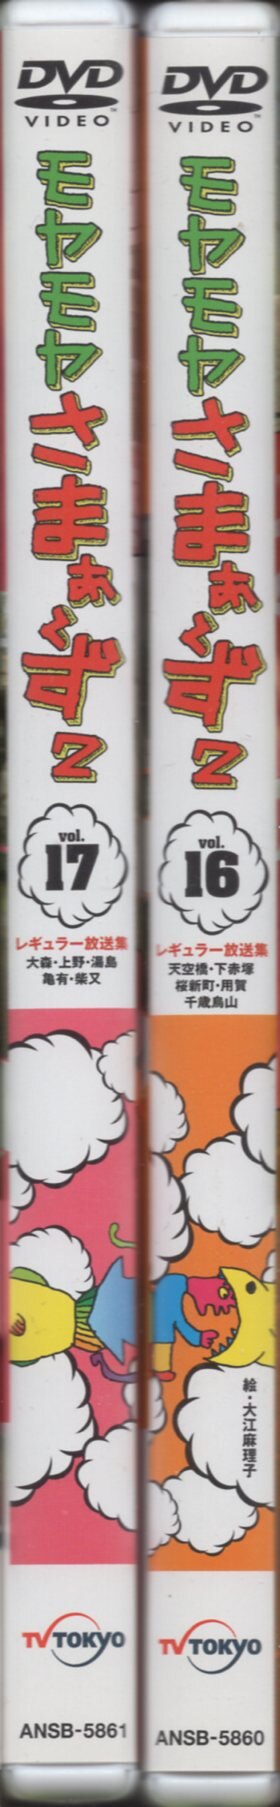 DVD
VIDEO
モヤモヤさまぁ〜ず2
vol.
17
レギュラー放送集
大森・上野・湯島
亀有・柴又
TV TOKYO
ANSB-5861
DVD
VIDEO
モヤモヤさまぁ〜ず2
vol.
16
レギュラー放送集
天空橋・下赤塚
桜新町・用賀
千歳烏山
絵・大江麻理子
TV TOKYO
ANSB-5860